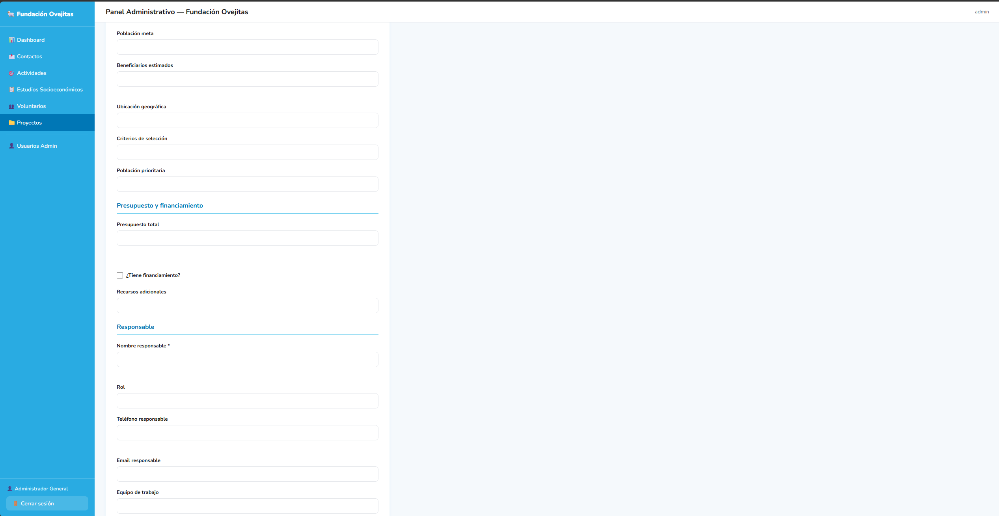 Fundación Ovejitas
Dashboard
Contactos
Actividades
Estudios Socioeconómicos
Voluntarios
Proyectos
Usuarios Admin
Administrador General
Cerrar sesión
Panel Administrativo — Fundación Ovejitas
admin
Población meta
Beneficiarios estimados
Ubicación geográfica
Criterios de selección
Población prioritaria
Presupuesto y financiamiento
Presupuesto total
¿Tiene financiamiento?
Recursos adicionales
Responsable
Nombre responsable *
Rol
Teléfono responsable
Email responsable
Equipo de trabajo